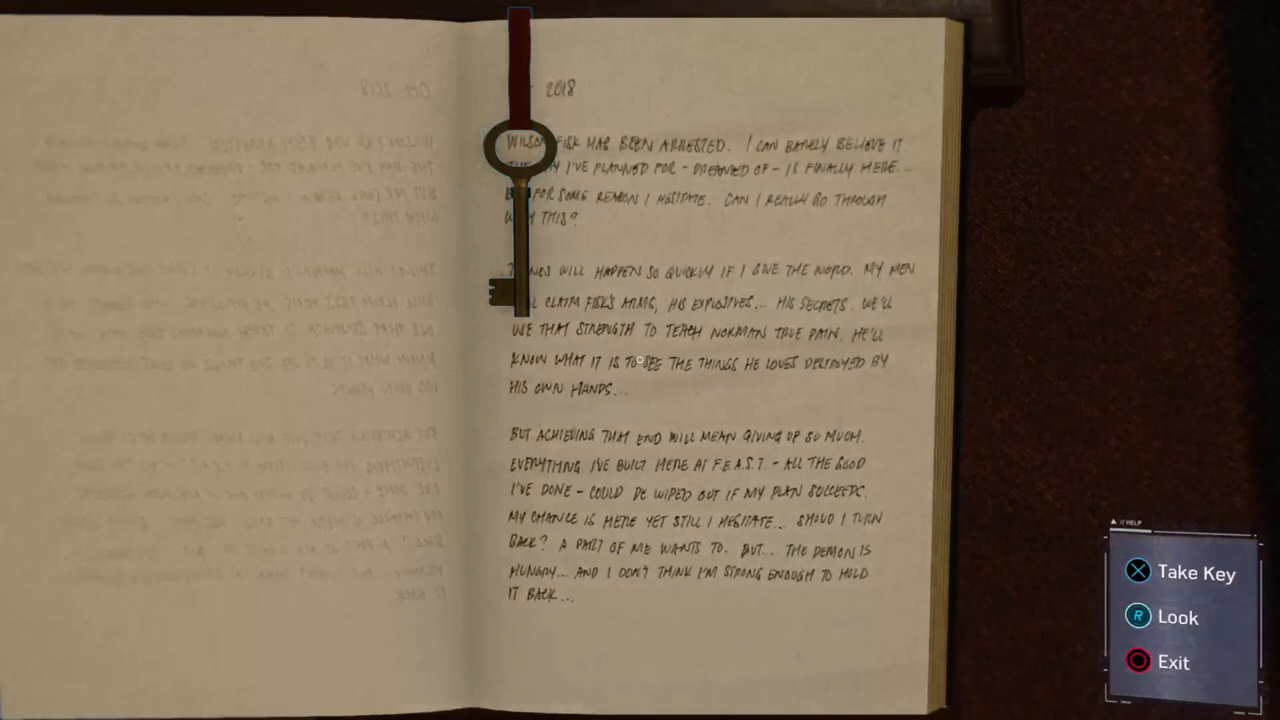 2018
WILSON FISK HAS BEEN ARRESTED. I CAN BARELY BELIEVE IT
I'VE PLANNED FOR - DREAMED OF - IS FINALLY HERE...
FOR SOME REASON I HESITATE. CAN I REALLY GO THROUGH
THIS?
THINGS WILL HAPPEN SO QUICKLY IF I GIVE THE WORD. MY MEN
CLAIM FISK'S ARMS, HIS EXPLOSIVES... HIS SECRETS. WE'LL
USE THAT STRENGTH TO TEACH NORMAN TRUE PAIN. HE'LL
KNOW WHAT IT IS TO SEE THE THINGS HE LOVES DESTROYED BY
HIS OWN HANDS...
BUT ACHIEVING THAT END WILL MEAN GIVING UP SO MUCH.
EVERYTHING I'VE BUILT HERE AT F.E.A.S.T. - ALL THE GOOD
I'VE DONE - COULD BE WIPED OUT IF MY PLAN SUCCEEDS.
MY CHANCE IS HERE YET STILL I HESITATE... SHOUD I TURN
BACK? A PART OF ME WANTS TO. BUT... THE DEMON IS
HUNGRY... AND I DON'T THINK I'M STRONG ENOUGH TO HOLD
IT BACK...
// HELP
Take Key
R Look
Exit